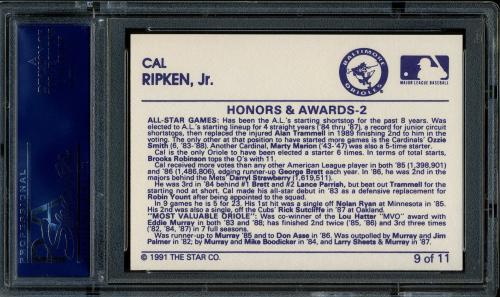 CAL
RIPKEN, Jr.
BALTIMORE
ORIOLES
MAJOR LEAGUE BASEBALL
HONORS & AWARDS-2
ALL-STAR GAMES: Has been the A.L.'s starting shortstop for the past 8 years. Was
elected to A.L.'s starting lineup for 4 straight years ('84 thru '87), a record for junior circuit
shortstops, then replaced the injured Alan Trammell in 1989 finishing 2nd to him in the
voting. The only other at that position to have started more games is the Cardinals' Ozzie
Smith (6, '83-'88). Another Cardinal, Marty Marion ('43-'47) was also a 5-time starter.
Cal is the only Oriole to have been elected a starter 6 times. In terms of total starts,
Brooks Robinson tops the O's with 11.
Cal received more votes than any other American League player in both '85 (1,398,901)
and '86 (1,486,806), edging runner-up George Brett each time. In '86, he was 2nd in the
majors behind the Mets' Darryl Strawberry (1,619,511).
He was 3rd in '84 behind #1 Brett and #2 Lance Parrish, but beat out Trammell for the
starting nod at short. Cal made his all-star debut in '83 as a defensive replacement for
Robin Yount after being outpointed in the voting.
In 9 games he is 5 for 23. His 1st was a single off Nolan Ryan at Minnesota in '85.
His 2nd was also a single, off the Cubs' Rick Sutcliffe in '87 at Oakland.
"MOST VALUABLE ORIOLE": Was co-winner of the Lou Hatter "MVO" award with
Eddie Murray in both '83 and '88; has finished 2nd twice ('85, '86) and 3rd three times
('82, '84, '87) in 7 full seasons.
Was runner-up to Murray '85 and to Don Aase in '86. Was outpolled by Murray and Jim
Palmer in '82; by Murray and Mike Boddicker in '84, and Larry Sheets & Murray in '87.
© 1991 THE STAR CO.
9 of 11
PROFESSIONAL
PSA